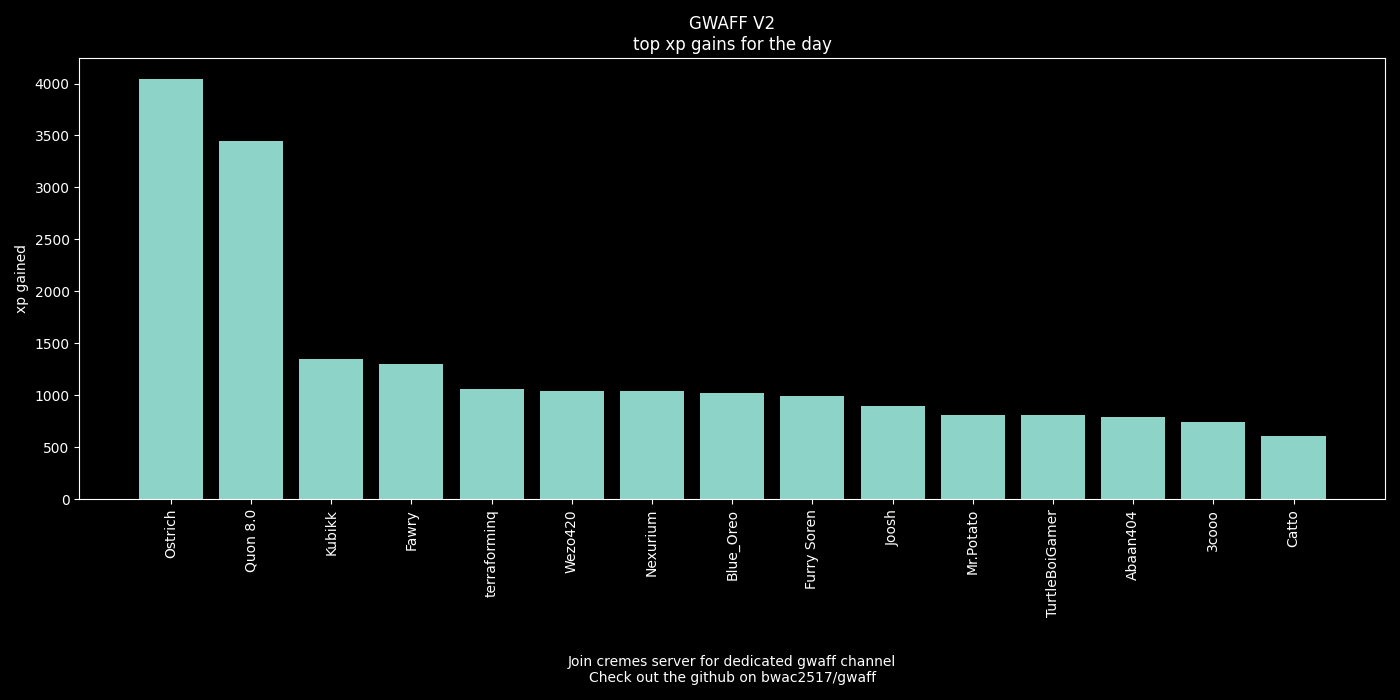 GWAFF V2
top xp gains for the day
xp gained
4000
3500
3000
2500
2000
1500
1000
500
0
Ostrich
Quon 8.0
Kubikk
Fawry
terraforminq
Wezo420
Nexurium
Blue_Oreo
Furry Soren
Joosh
Mr.Potato
TurtleBoiGamer
Abaan404
3cooo
Catto
Join cremes server for dedicated gwaff channel
Check out the github on bwac2517/gwaff